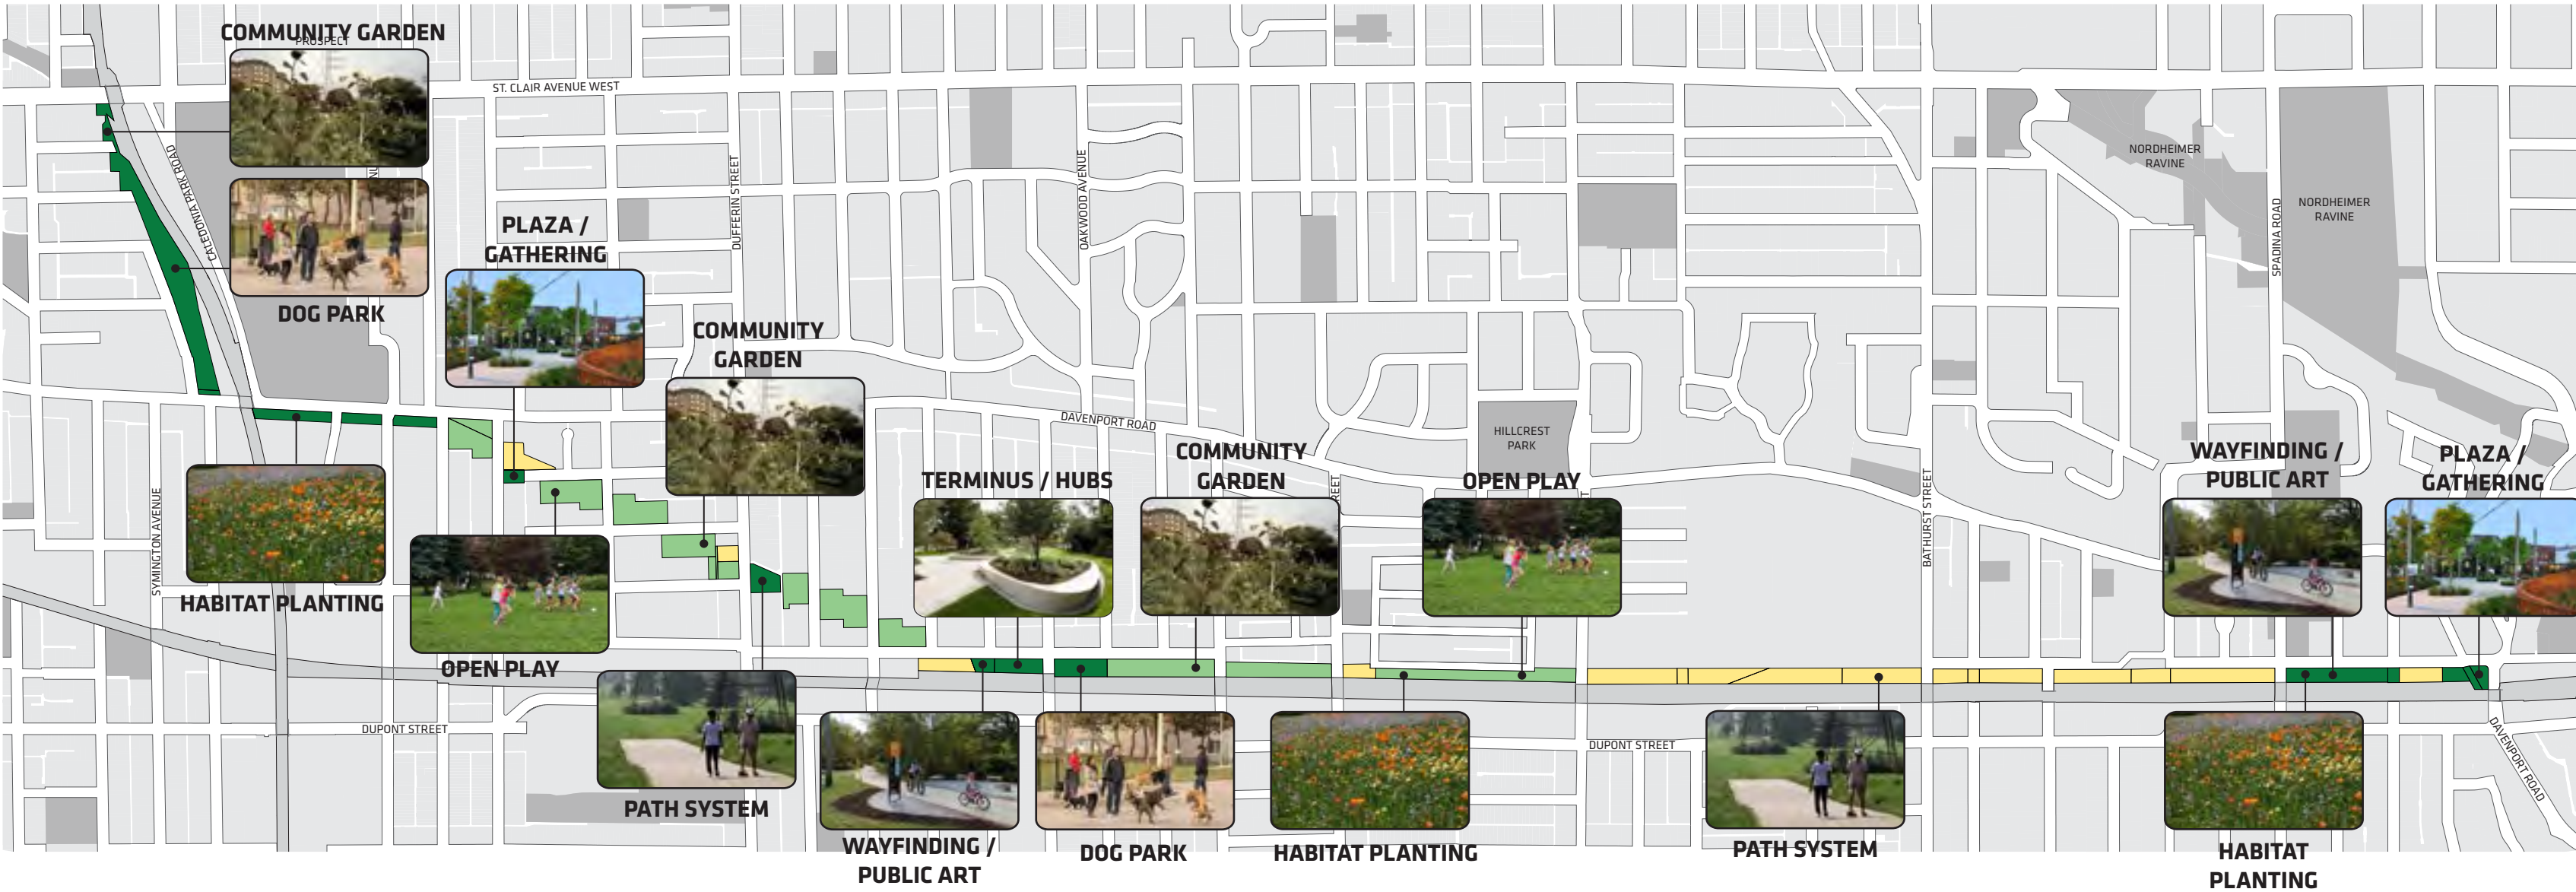 COMMUNITY GARDEN
PROSPECT
ST. CLAIR AVENUE WEST
CALEDONIA PARK ROAD
DOG PARK
PLAZA /
GATHERING
DUFFERIN STREET
OAKWOOD AVENUE
COMMUNITY
GARDEN
DAVENPORT ROAD
NORDHEIMER
RAVINE
SPADINA ROAD
NORDHEIMER
RAVINE
HILLCREST
PARK
TERMINUS / HUBS
COMMUNITY
GARDEN
OPEN PLAY
BATHURST STREET
WAYFINDING /
PUBLIC ART
PLAZA /
GATHERING
SYMINGTON AVENUE
HABITAT PLANTING
OPEN PLAY
DUPONT STREET
PATH SYSTEM
WAYFINDING /
PUBLIC ART
DOG PARK
HABITAT PLANTING
DUPONT STREET
PATH SYSTEM
HABITAT
PLANTING
DAVENPORT ROAD